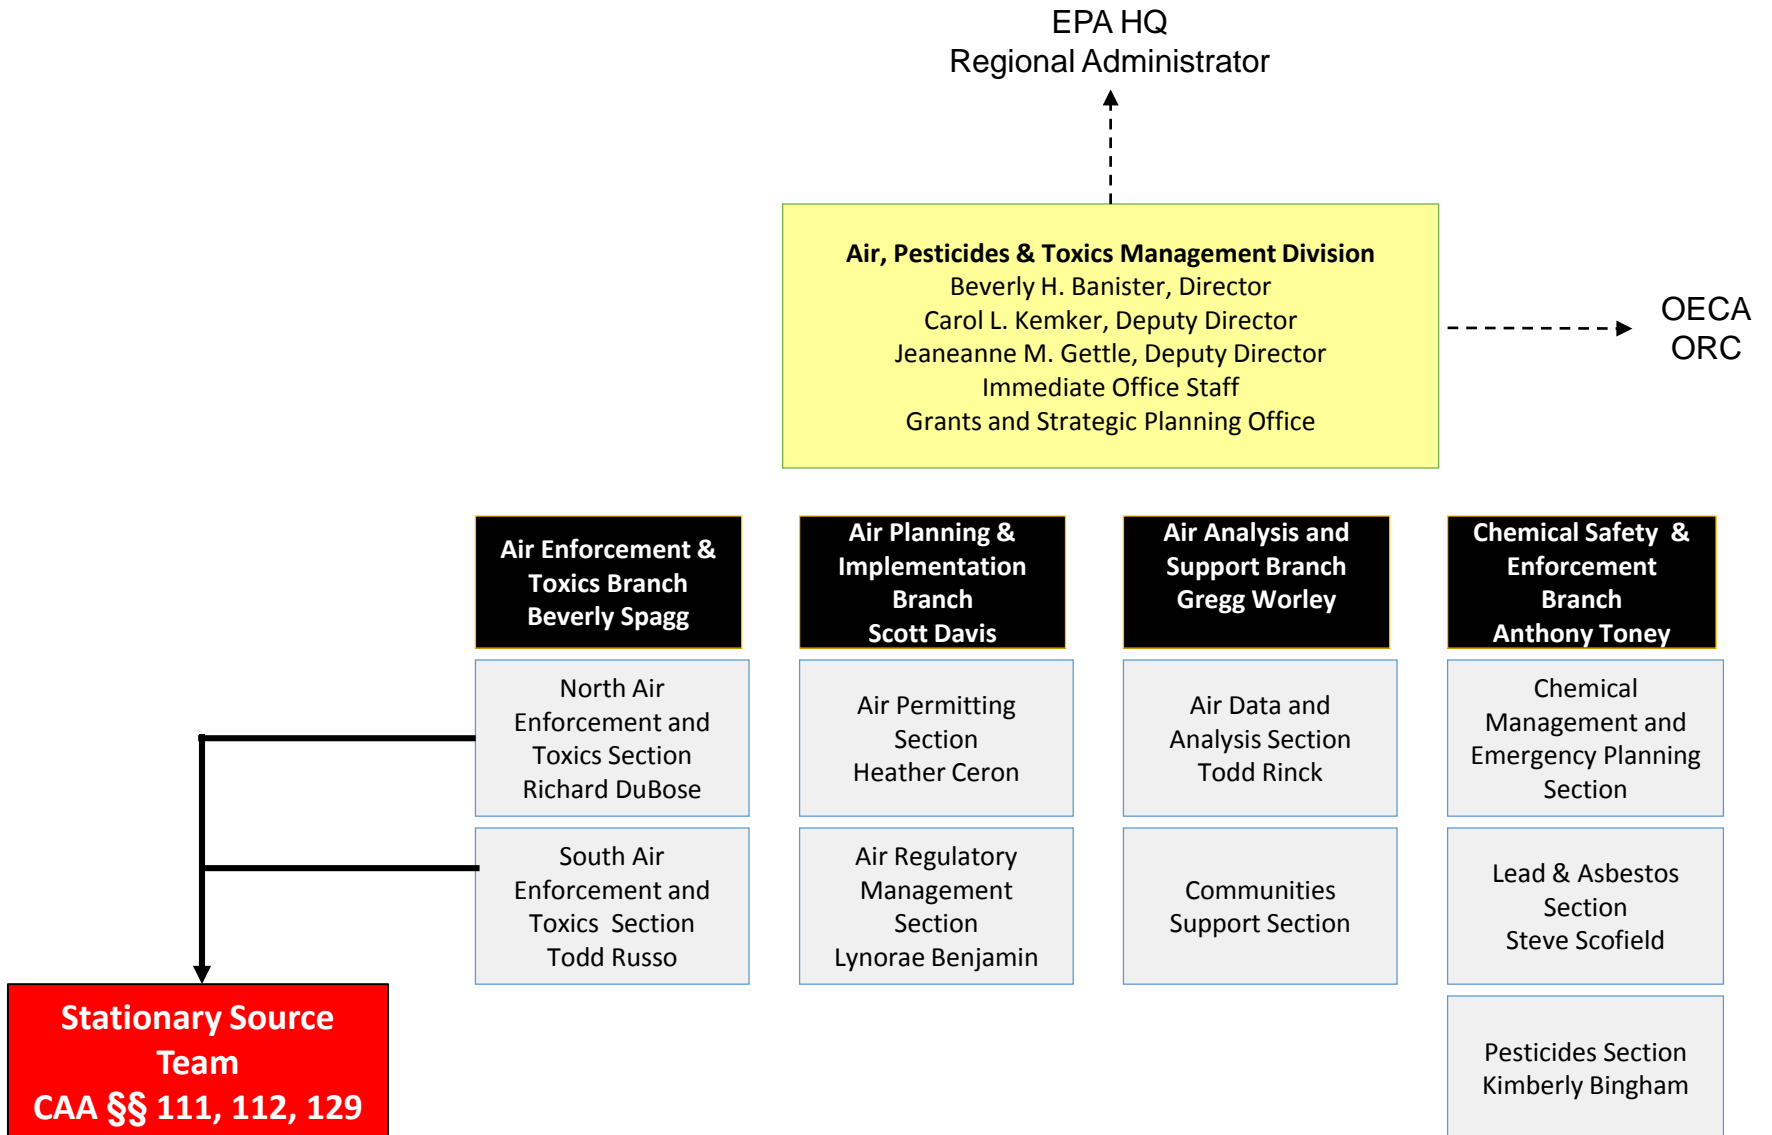 EPA HQ
Regional Administrator
Air, Pesticides & Toxics Management Division
Beverly H. Banister, Director
Carol L. Kemker, Deputy Director
Jeaneanne M. Gettle, Deputy Director
Immediate Office Staff
Grants and Strategic Planning Office
OECA
ORC
Air Enforcement &
Toxics Branch
Beverly Spagg
North Air
Enforcement and
Toxics Section
Richard DuBose
South Air
Enforcement and
Toxics Section
Todd Russo
Air Planning &
Implementation
Branch
Scott Davis
Air Permitting
Section
Heather Ceron
Air Regulatory
Management
Section
Lynorae Benjamin
Air Analysis and
Support Branch
Gregg Worley
Air Data and
Analysis Section
Todd Rinck
Communities
Support Section
Chemical Safety &
Enforcement
Branch
Anthony Toney
Chemical
Management and
Emergency Planning
Section
Lead & Asbestos
Section
Steve Scofield
Pesticides Section
Kimberly Bingham
Stationary Source
Team
CAA §§ 111, 112, 129